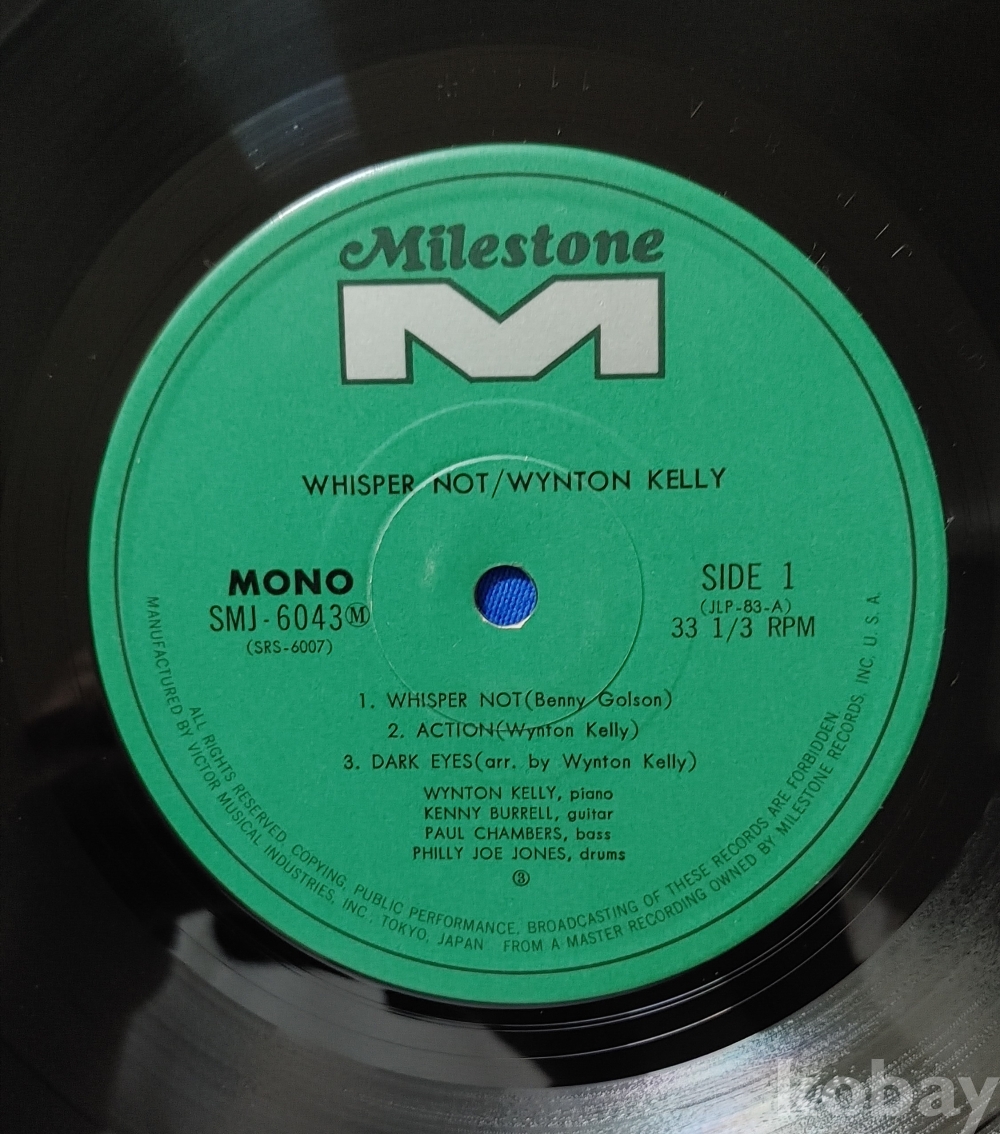 Milestone
M
WHISPER NOT/WYNTON KELLY
MONO
SMJ-6043Ⓜ
(SRS-6007)
SIDE 1
(JLP-83-A)
33 1/3 RPM
1. WHISPER NOT(Benny Golson)
2. ACTION(Wynton Kelly)
3. DARK EYES(arr. by Wynton Kelly)
WYNTON KELLY, piano
KENNY BURRELL, guitar
PAUL CHAMBERS, bass
PHILLY JOE JONES, drums
③
ALL RIGHTS RESERVED. COPYING, PUBLIC PERFORMANCE, BROADCASTING OF THESE RECORDS ARE FORBIDDEN.
MANUFACTURED BY VICTOR MUSICAL INDUSTRIES, INC., TOKYO, JAPAN FROM A MASTER RECORDING OWNED BY MILESTONE RECORDS, INC. U. S. A.
kobay